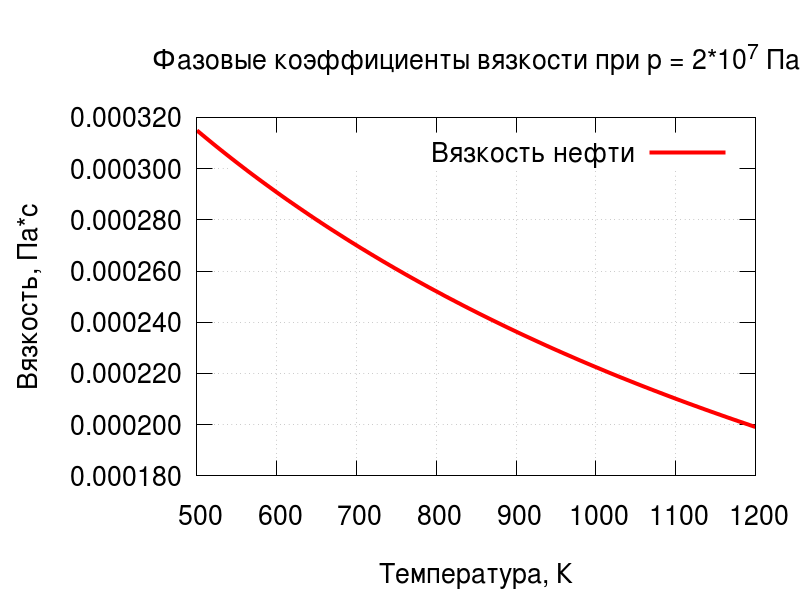 Фазовые коэффициенты вязкости при p = 2*10⁷ Па
0.000320
0.000300
0.000280
0.000260
0.000240
0.000220
0.000200
0.000180
Вязкость, Па*с
Вязкость нефти
500 600 700 800 900 1000 1100 1200
Температура, К